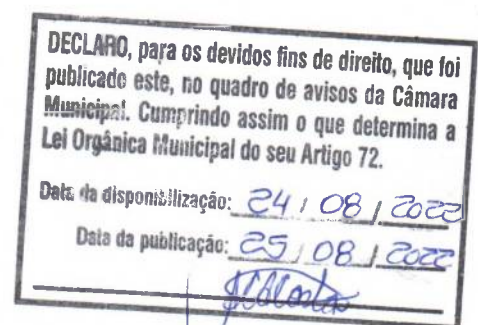 DECLARO, para os devidos fins de direito, que foi
publicado este, no quadro de avisos da Câmara
Municipal. Cumprindo assim o que determina a
Lei Orgânica Municipal do seu Artigo 72.
Data da disponibilização: 24 / 08 / 2022
Data da publicação: 25 / 08 / 2022